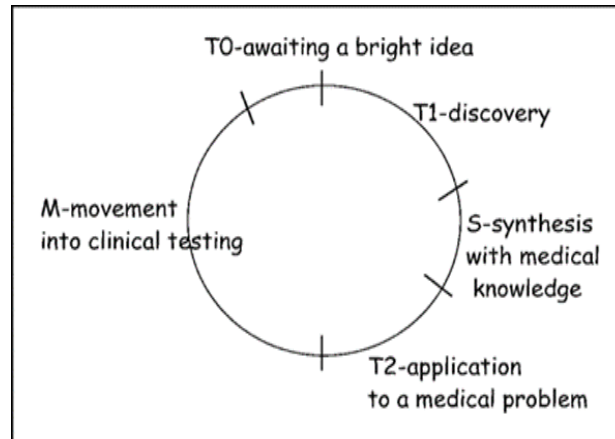 T0-awaiting a bright idea
T1-discovery
S-synthesis
with medical
knowledge
T2-application
to a medical problem
M-movement
into clinical testing